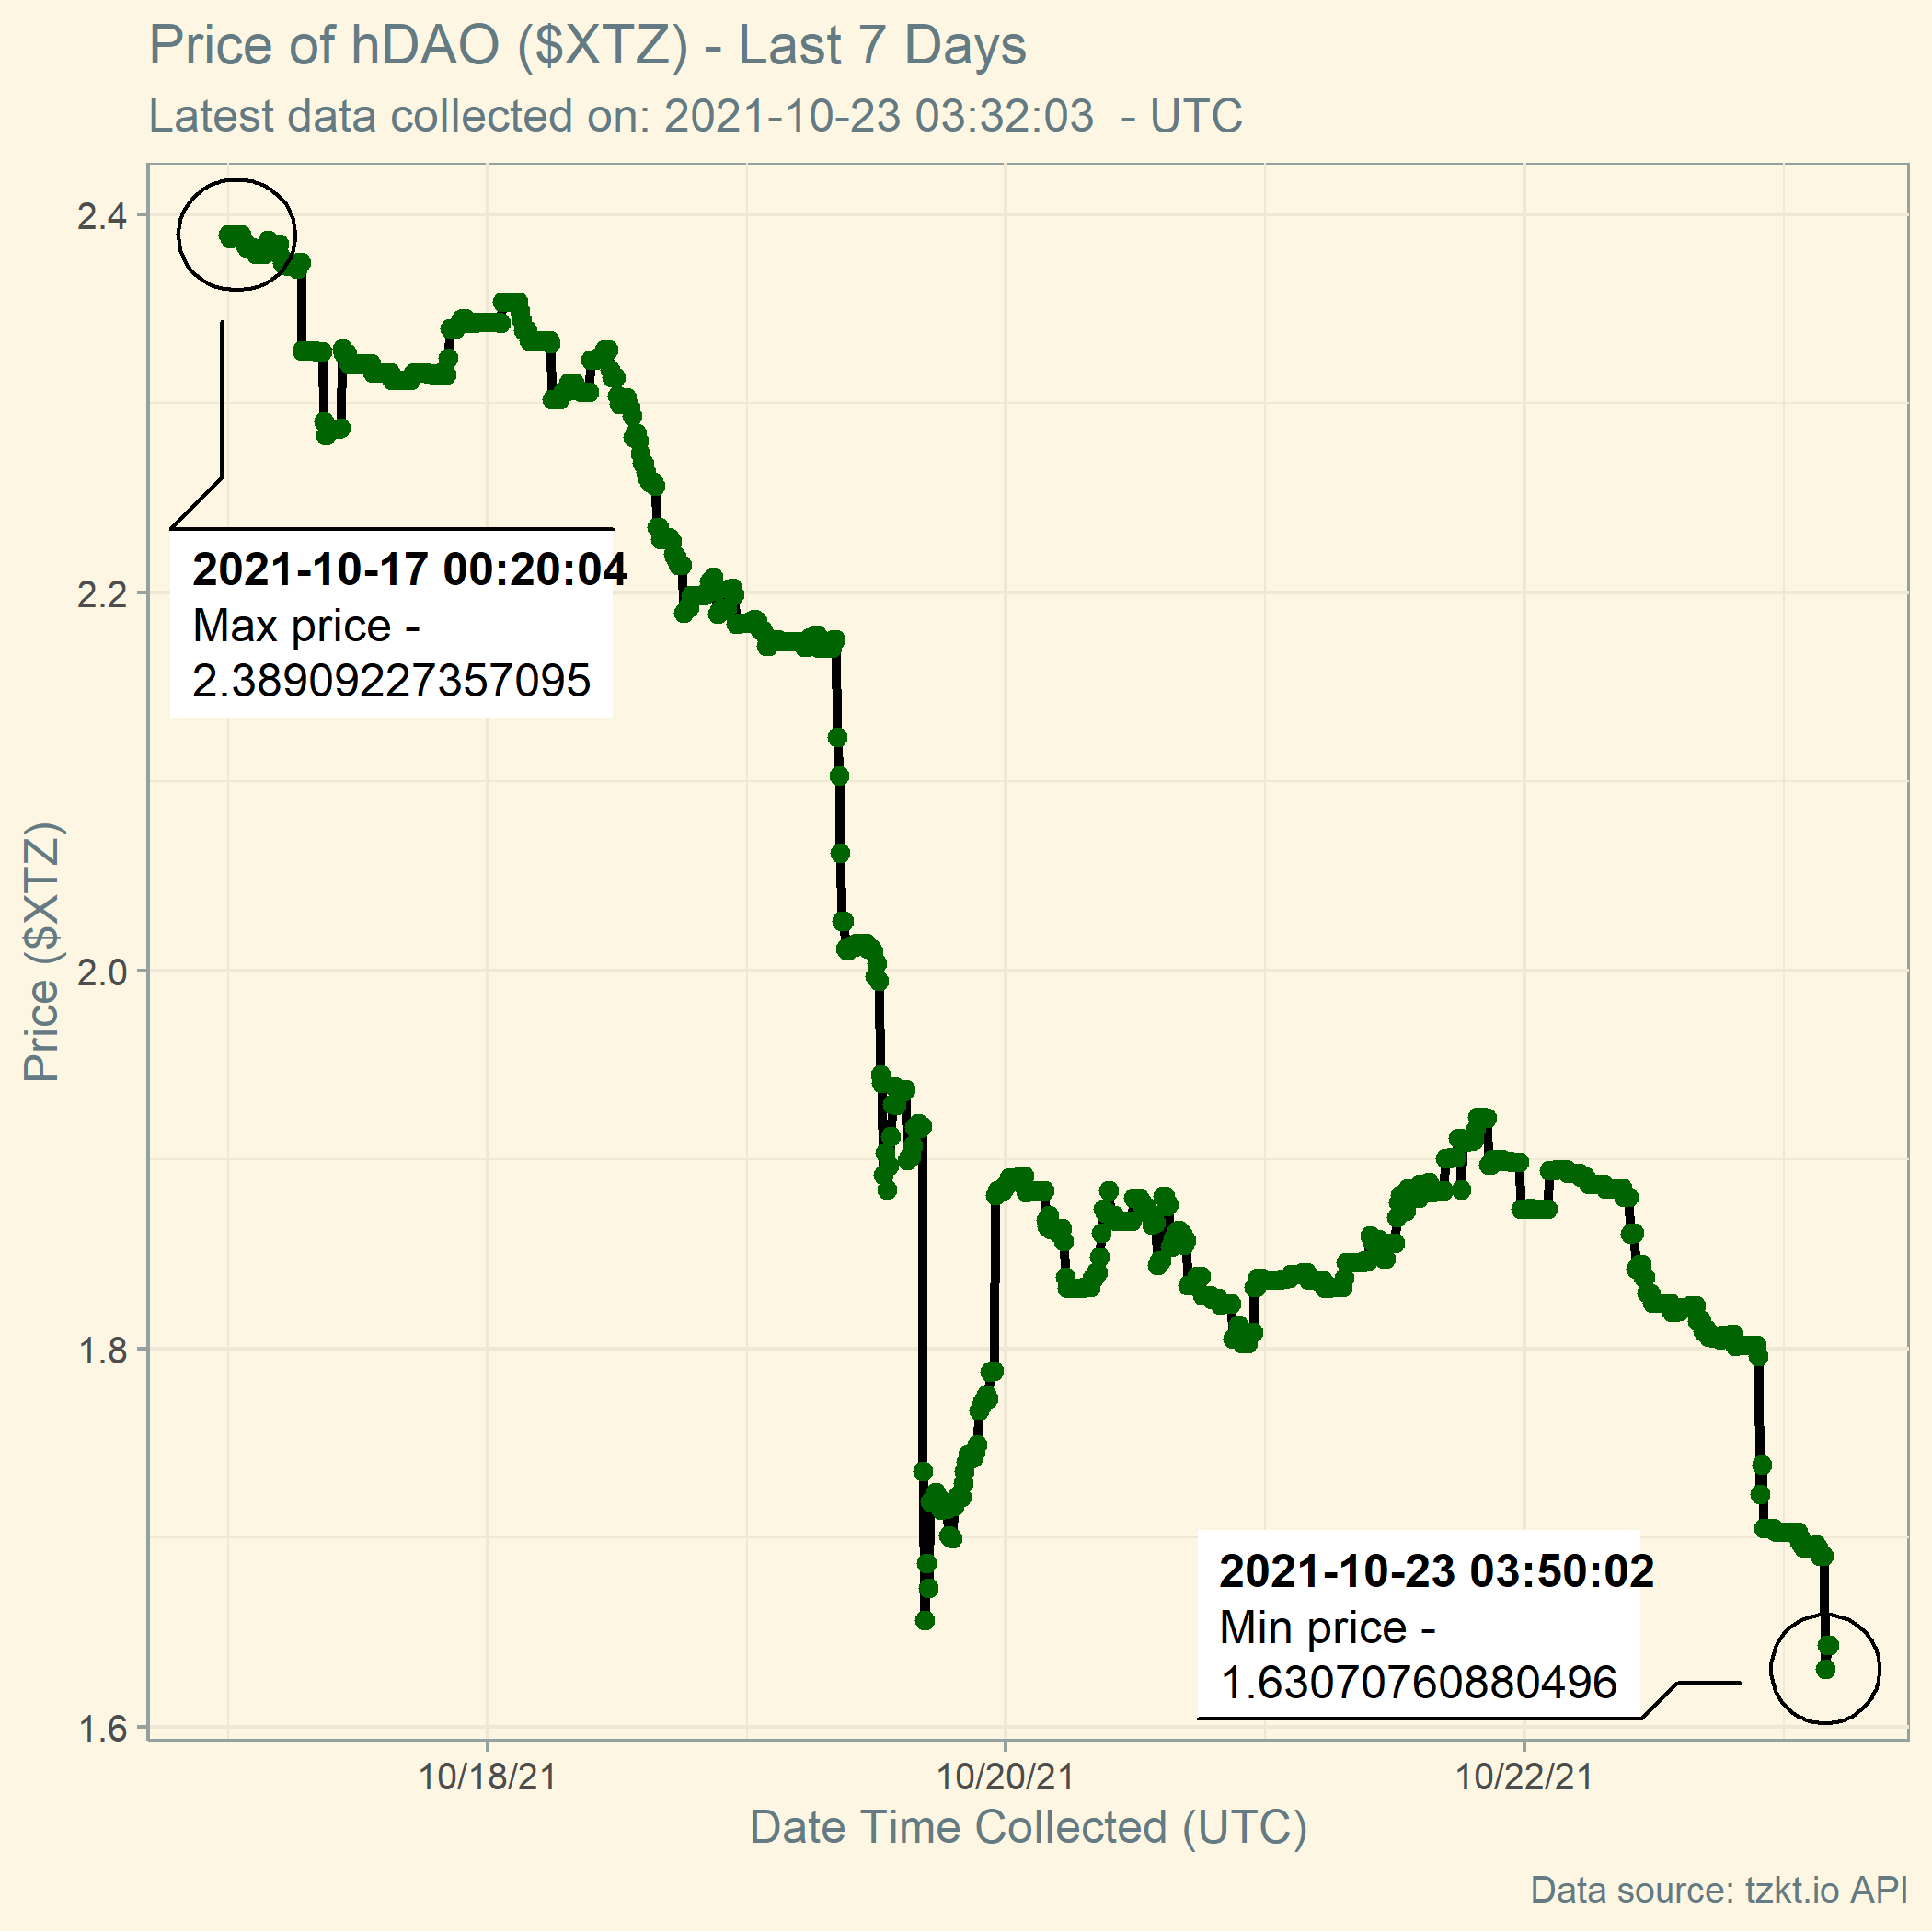 Price of hDAO ($XTZ) - Last 7 Days
Latest data collected on: 2021-10-23 03:32:03  - UTC
Price ($XTZ)
2.4
2.2
2.0
1.8
1.6
2021-10-17 00:20:04
Max price -
2.38909227357095
2021-10-23 03:50:02
Min price -
1.63070760880496
10/18/21
10/20/21
10/22/21
Date Time Collected (UTC)
Data source: tzkt.io API